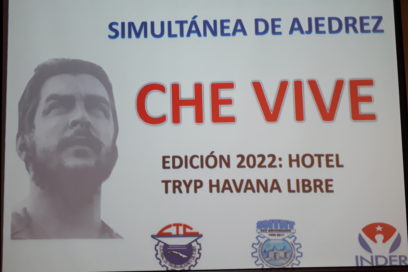 SIMULTÁNEA DE AJEDREZ
CHE VIVE
EDICIÓN 2022: HOTEL
TRYP HAVANA LIBRE
CTC
INDER